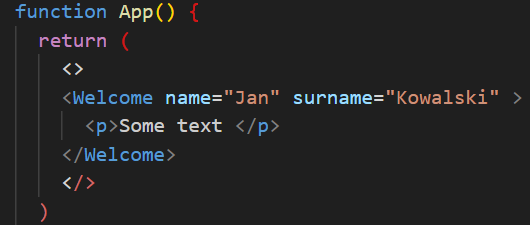 function App() {
return (
<>
<Welcome name="Jan" surname="Kowalski" >
<p>Some text </p>
</Welcome>
</>
)